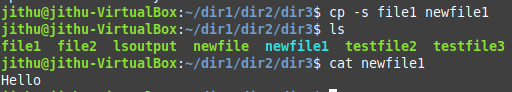 jithu@jithu-VirtualBox:~/dir1/dir2/dir3$ cp -s file1 newfile1
jithu@jithu-VirtualBox:~/dir1/dir2/dir3$ ls
file1 file2 lsoutput newfile newfile1 testfile2 testfile3
jithu@jithu-VirtualBox:~/dir1/dir2/dir3$ cat newfile1
Hello